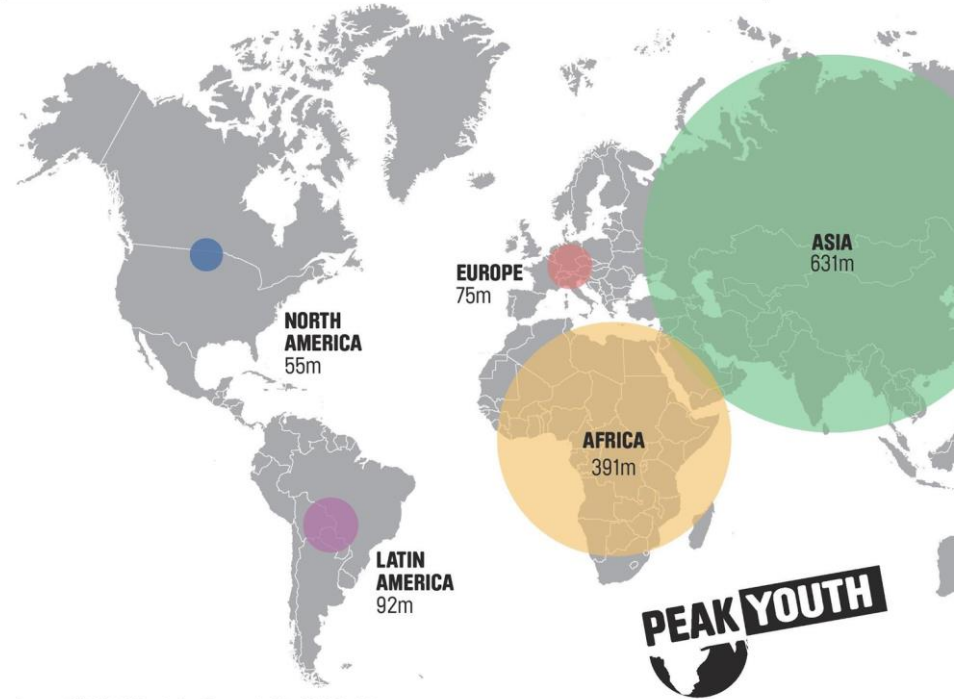 ASIA
631m
EUROPE
75m
NORTH
AMERICA
55m
AFRICA
391m
LATIN
AMERICA
92m
PEAK YOUTH